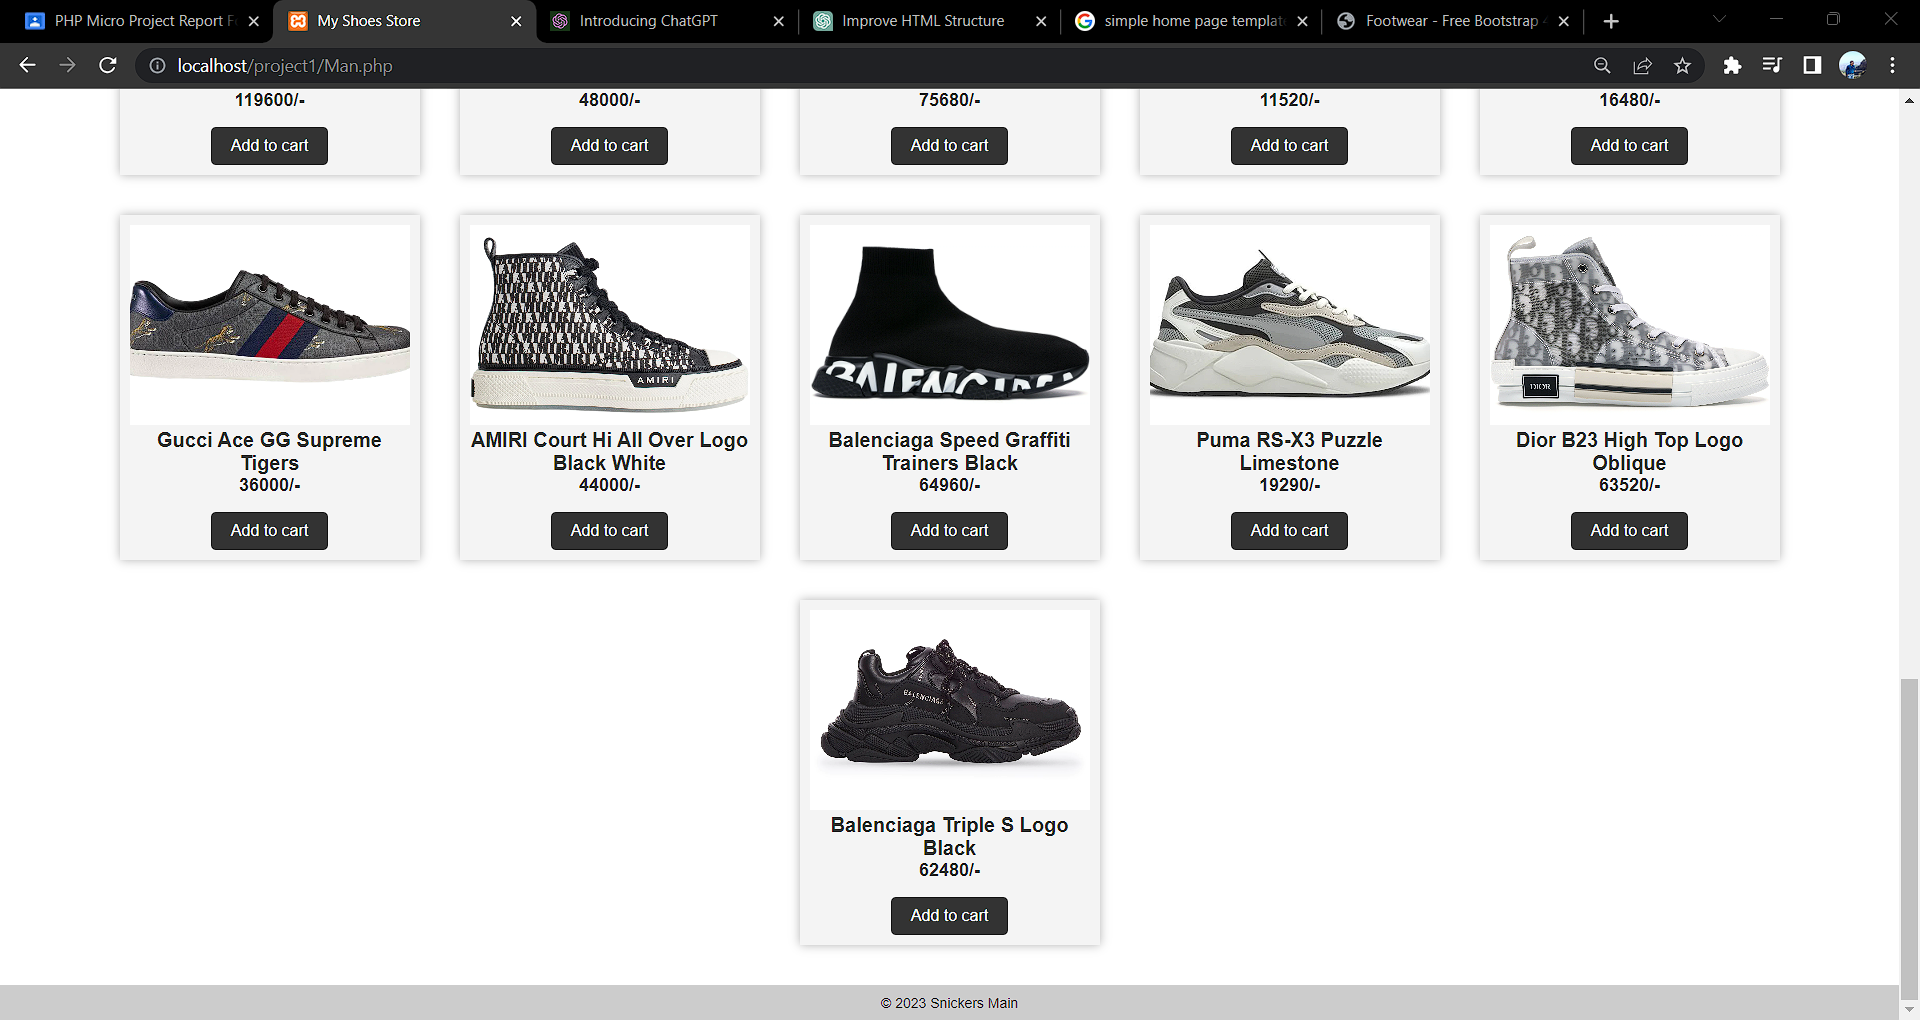 PHP Micro Project Report F
My Shoes Store
Introducing ChatGPT
Improve HTML Structure
simple home page templat
Footwear - Free Bootstrap 4
localhost/project1/Man.php
119600/-
48000/-
75680/-
11520/-
16480/-
Add to cart
Add to cart
Add to cart
Add to cart
Add to cart
AMIRI
BALENCIAGA
DIOR
Gucci Ace GG Supreme
Tigers
36000/-
AMIRI Court Hi All Over Logo
Black White
44000/-
Balenciaga Speed Graffiti
Trainers Black
64960/-
Puma RS-X3 Puzzle
Limestone
19290/-
Dior B23 High Top Logo
Oblique
63520/-
Add to cart
Add to cart
Add to cart
Add to cart
Add to cart
BALENCIAGA
Balenciaga Triple S Logo
Black
62480/-
Add to cart
© 2023 Snickers Main